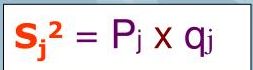 Sj² = Pj x qj